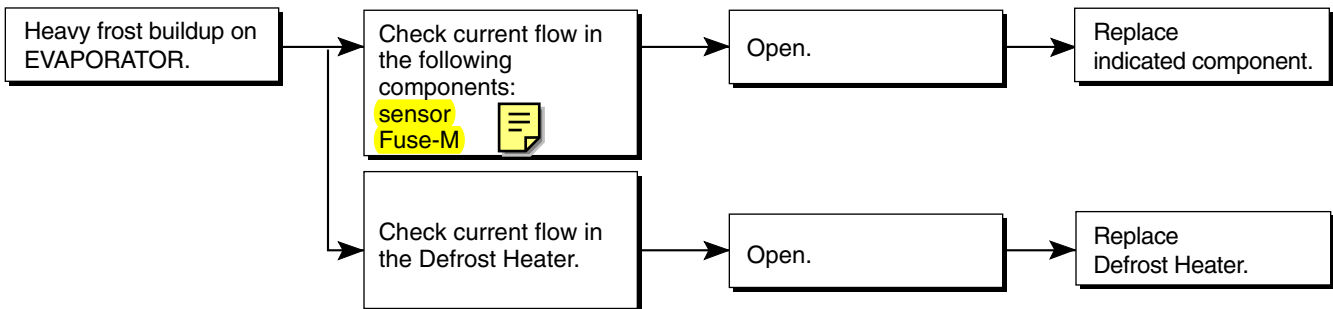 Heavy frost buildup on
EVAPORATOR.
Check current flow in
the following
components:
sensor
Fuse-M
Open.
Replace
indicated component.
Check current flow in
the Defrost Heater.
Open.
Replace
Defrost Heater.